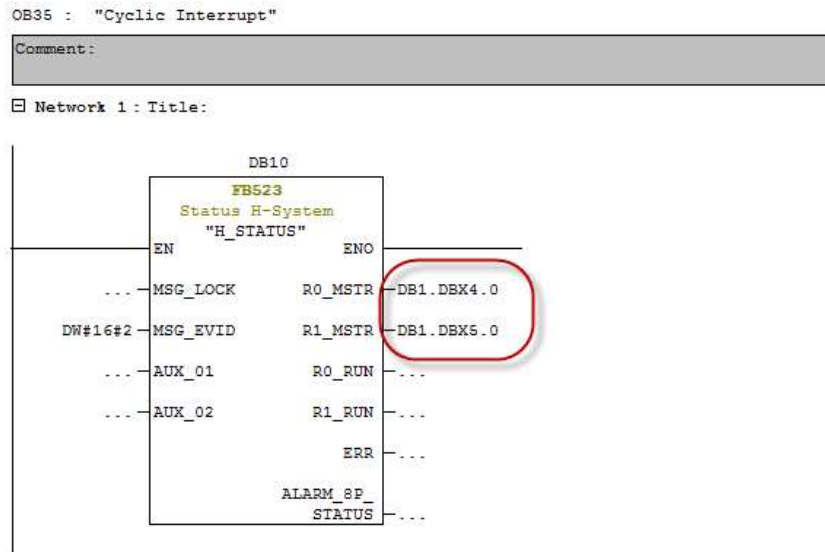 OB35 : "Cyclic Interrupt"
Comment:
Network 1 : Title:
DB10
FB523
Status H-System
"H_STATUS"
EN ENO
... MSG_LOCK R0_MSTR DB1.DBX4.0
DW#16#2 MSG_EVID R1_MSTR DB1.DBX5.0
... AUX_01 R0_RUN ...
... AUX_02 R1_RUN ...
ERR ...
ALARM_8P_
STATUS ...